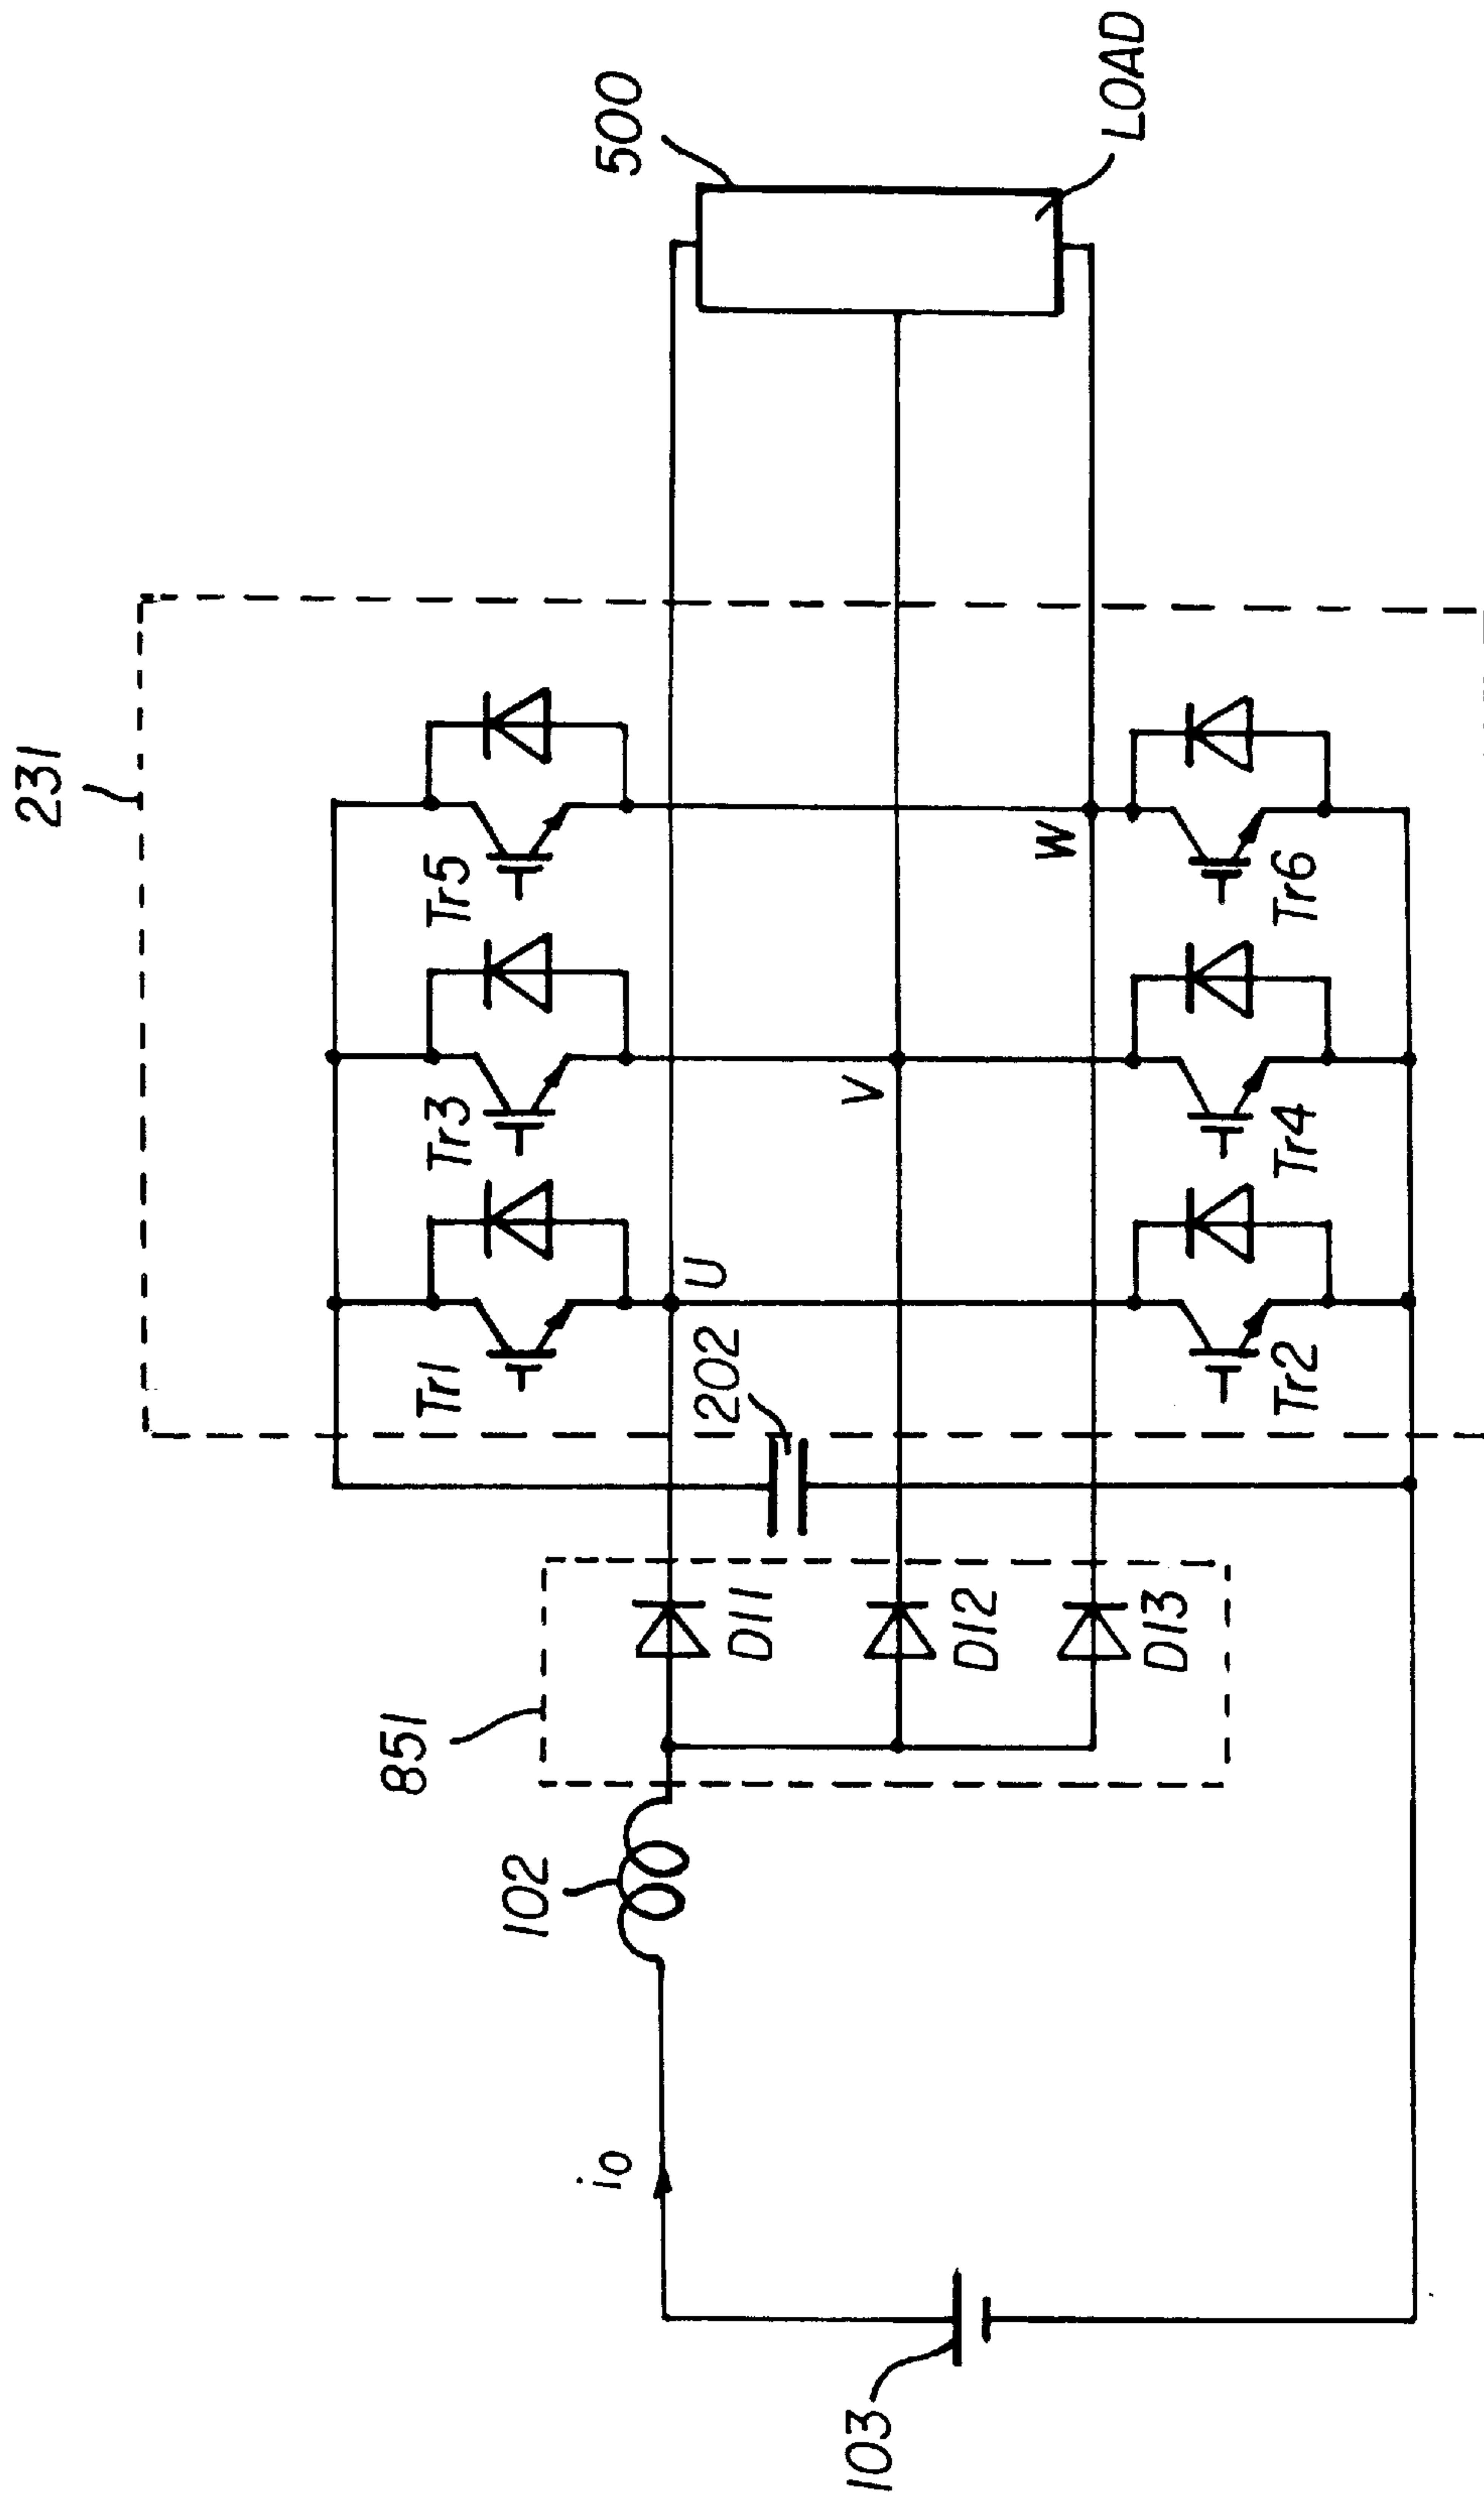 231
Tr1
Tr3
Tr5
851
102
io
202
U
V
W
500
D11
D12
D13
103
Tr2
Tr4
Tr6
LOAD